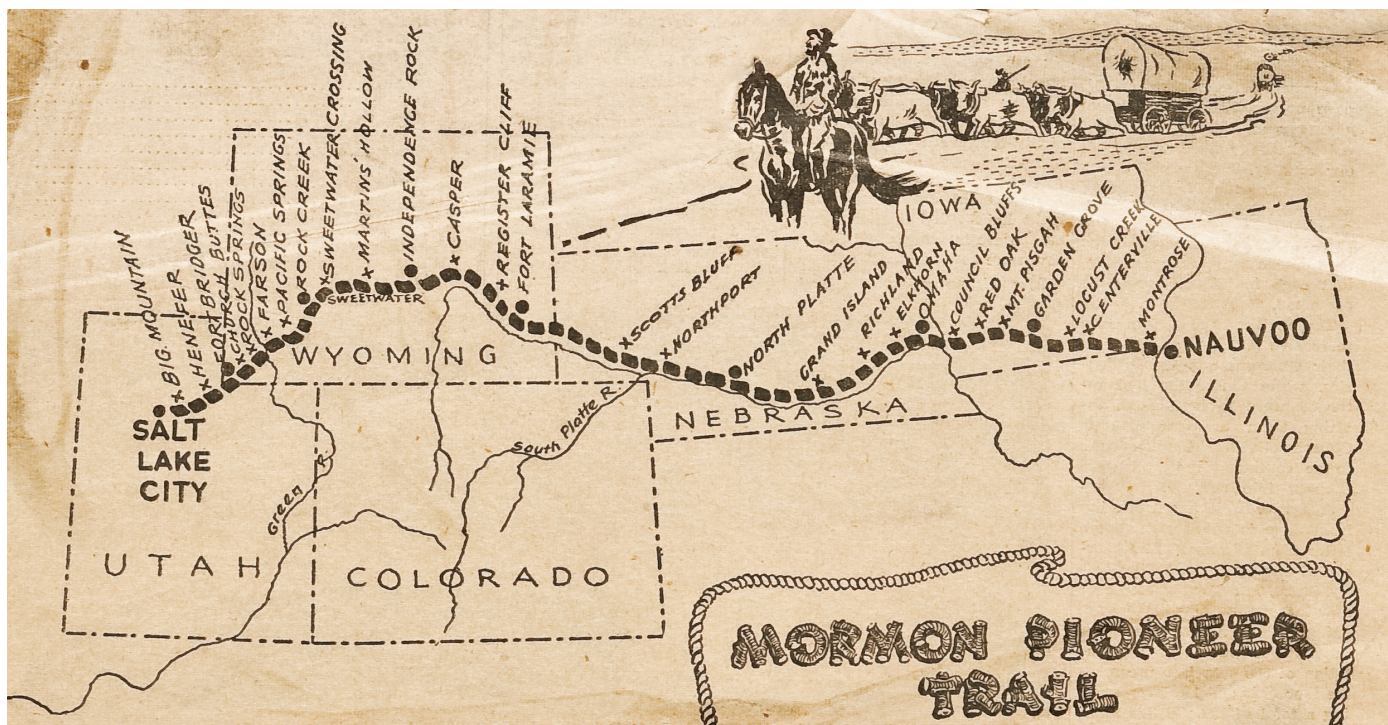 BIG MOUNTAIN
HENEFER
FORT BRIDGER
CHURCH BUTTES
ROCK SPRINGS
FARSON
PACIFIC SPRINGS
ROCK CREEK
SWEETWATER CROSSING
MARTINS' HOLLOW
INDEPENDENCE ROCK
CASPER
REGISTER CLIFF
FORT LARAMIE
SCOTTS BLUFF
NORTHPORT
NORTH PLATTE
GRAND ISLAND
RICHLAND
ELKHORN
OMAHA
COUNCIL BLUFFS
RED OAK
MT. PISGAH
GARDEN GROVE
LOCUST CREEK
CENTERVILLE
MONTROSE
NAUVOO
IOWA
SWEETWATER
WYOMING
NEBRASKA
ILLINOIS
SALT
LAKE
CITY
South Platte R.
Green R.
UTAH
COLORADO
MORMON PIONEER
TRAIL